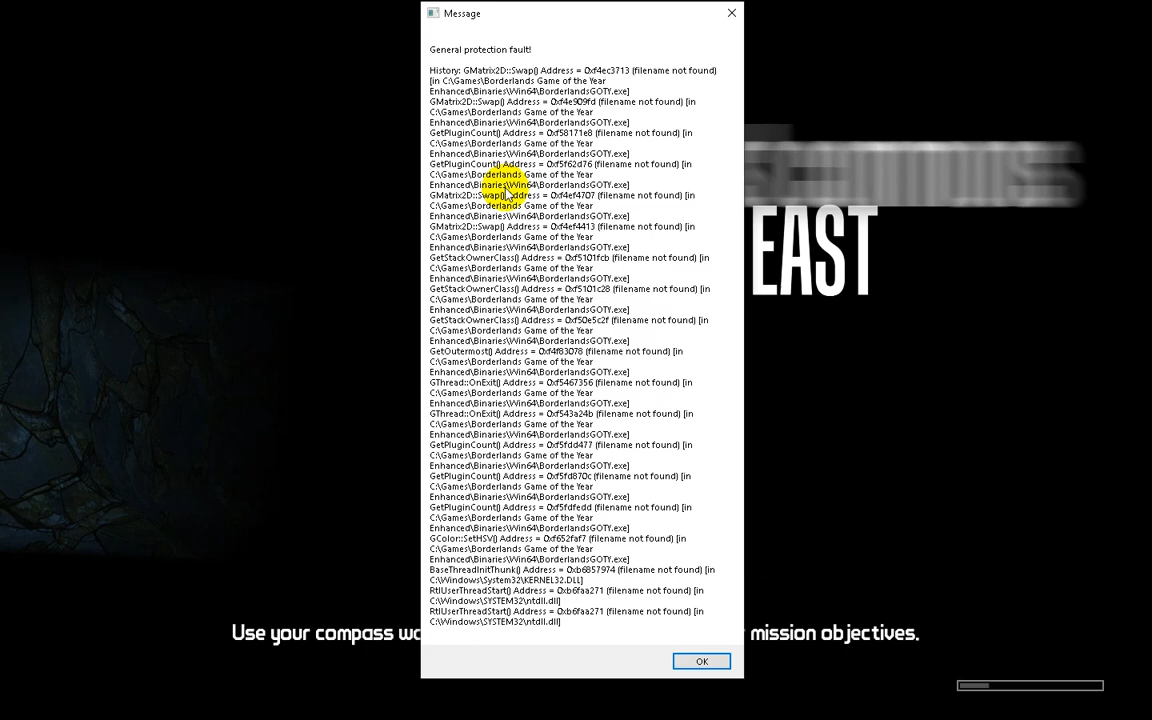 Message
General protection fault!
History: GMatrix2D::Swap() Address = 0xf4ec3713 (filename not found)
[in C:\Games\Borderlands Game of the Year
Enhanced\Binaries\Win64\BorderlandsGOTY.exe]
GMatrix2D::Swap() Address = 0xf4e909fd (filename not found) [in
C:\Games\Borderlands Game of the Year
Enhanced\Binaries\Win64\BorderlandsGOTY.exe]
GetPluginCount() Address = 0xf58171e8 (filename not found) [in
C:\Games\Borderlands Game of the Year
Enhanced\Binaries\Win64\BorderlandsGOTY.exe]
GetPluginCount() Address = 0xf5f62d76 (filename not found) [in
C:\Games\Borderlands Game of the Year
Enhanced\Binaries\Win64\BorderlandsGOTY.exe]
GMatrix2D::Swap() Address = 0xf4ef4707 (filename not found) [in
C:\Games\Borderlands Game of the Year
Enhanced\Binaries\Win64\BorderlandsGOTY.exe]
GMatrix2D::Swap() Address = 0xf4ef4413 (filename not found) [in
C:\Games\Borderlands Game of the Year
Enhanced\Binaries\Win64\BorderlandsGOTY.exe]
GetStackOwnerClass() Address = 0xf5101fcb (filename not found) [in
C:\Games\Borderlands Game of the Year
Enhanced\Binaries\Win64\BorderlandsGOTY.exe]
GetStackOwnerClass() Address = 0xf5101c28 (filename not found) [in
C:\Games\Borderlands Game of the Year
Enhanced\Binaries\Win64\BorderlandsGOTY.exe]
GetStackOwnerClass() Address = 0xf50e5c2f (filename not found) [in
C:\Games\Borderlands Game of the Year
Enhanced\Binaries\Win64\BorderlandsGOTY.exe]
GetOutermost() Address = 0xf4f83078 (filename not found) [in
C:\Games\Borderlands Game of the Year
Enhanced\Binaries\Win64\BorderlandsGOTY.exe]
GThread::OnExit() Address = 0xf5467356 (filename not found) [in
C:\Games\Borderlands Game of the Year
Enhanced\Binaries\Win64\BorderlandsGOTY.exe]
GThread::OnExit() Address = 0xf543a24b (filename not found) [in
C:\Games\Borderlands Game of the Year
Enhanced\Binaries\Win64\BorderlandsGOTY.exe]
GetPluginCount() Address = 0xf5fdd477 (filename not found) [in
C:\Games\Borderlands Game of the Year
Enhanced\Binaries\Win64\BorderlandsGOTY.exe]
GetPluginCount() Address = 0xf5fd870c (filename not found) [in
C:\Games\Borderlands Game of the Year
Enhanced\Binaries\Win64\BorderlandsGOTY.exe]
GetPluginCount() Address = 0xf5fdfedd (filename not found) [in
C:\Games\Borderlands Game of the Year
Enhanced\Binaries\Win64\BorderlandsGOTY.exe]
GColor::SetHSV() Address = 0xf652faf7 (filename not found) [in
C:\Games\Borderlands Game of the Year
Enhanced\Binaries\Win64\BorderlandsGOTY.exe]
BaseThreadInitThunk() Address = 0xb6857974 (filename not found) [in
C:\Windows\System32\KERNEL32.DLL]
RtlUserThreadStart() Address = 0xb6faa271 (filename not found) [in
C:\Windows\SYSTEM32\ntdll.dll]
RtlUserThreadStart() Address = 0xb6faa271 (filename not found) [in
C:\Windows\SYSTEM32\ntdll.dll]
OK
EAST
Use your compass mission objectives.